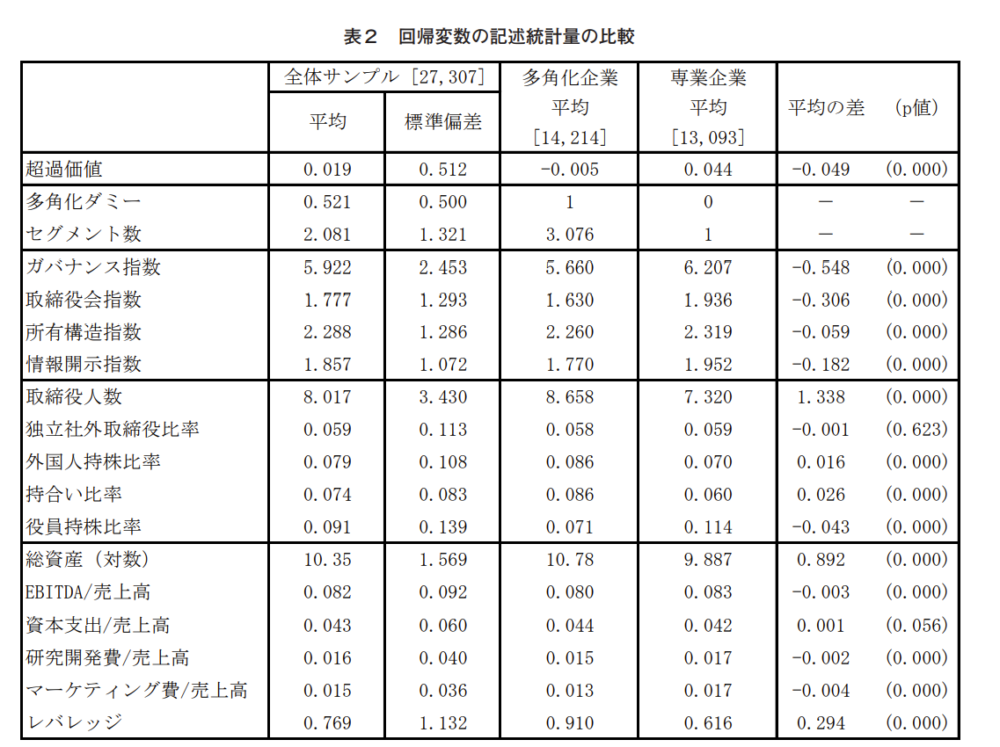 表２　回帰変数の記述統計量の比較
全体サンプル [27,307] 多角化企業 専業企業
平均 標準偏差 平均 平均 平均の差 (p値)
[14,214] [13,093]
超過価値 0.019 0.512 -0.005 0.044 -0.049 (0.000)
多角化ダミー 0.521 0.500 1 0 － －
セグメント数 2.081 1.321 3.076 1 － －
ガバナンス指数 5.922 2.453 5.660 6.207 -0.548 (0.000)
取締役会指数 1.777 1.293 1.630 1.936 -0.306 (0.000)
所有構造指数 2.288 1.286 2.260 2.319 -0.059 (0.000)
情報開示指数 1.857 1.072 1.770 1.952 -0.182 (0.000)
取締役人数 8.017 3.430 8.658 7.320 1.338 (0.000)
独立社外取締役比率 0.059 0.113 0.058 0.059 -0.001 (0.623)
外国人持株比率 0.079 0.108 0.086 0.070 0.016 (0.000)
持合い比率 0.074 0.083 0.086 0.060 0.026 (0.000)
役員持株比率 0.091 0.139 0.071 0.114 -0.043 (0.000)
総資産（対数） 10.35 1.569 10.78 9.887 0.892 (0.000)
EBITDA/売上高 0.082 0.092 0.080 0.083 -0.003 (0.000)
資本支出/売上高 0.043 0.060 0.044 0.042 0.001 (0.056)
研究開発費/売上高 0.016 0.040 0.015 0.017 -0.002 (0.000)
マーケティング費/売上高 0.015 0.036 0.013 0.017 -0.004 (0.000)
レバレッジ 0.769 1.132 0.910 0.616 0.294 (0.000)